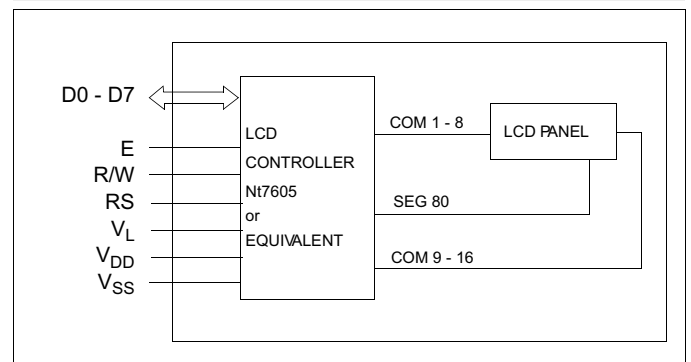 D0 - D7
E
R/W
RS
VL
VDD
VSS
LCD
CONTROLLER
Nt7605
or
EQUIVALENT
COM 1 - 8
SEG 80
COM 9 - 16
LCD PANEL